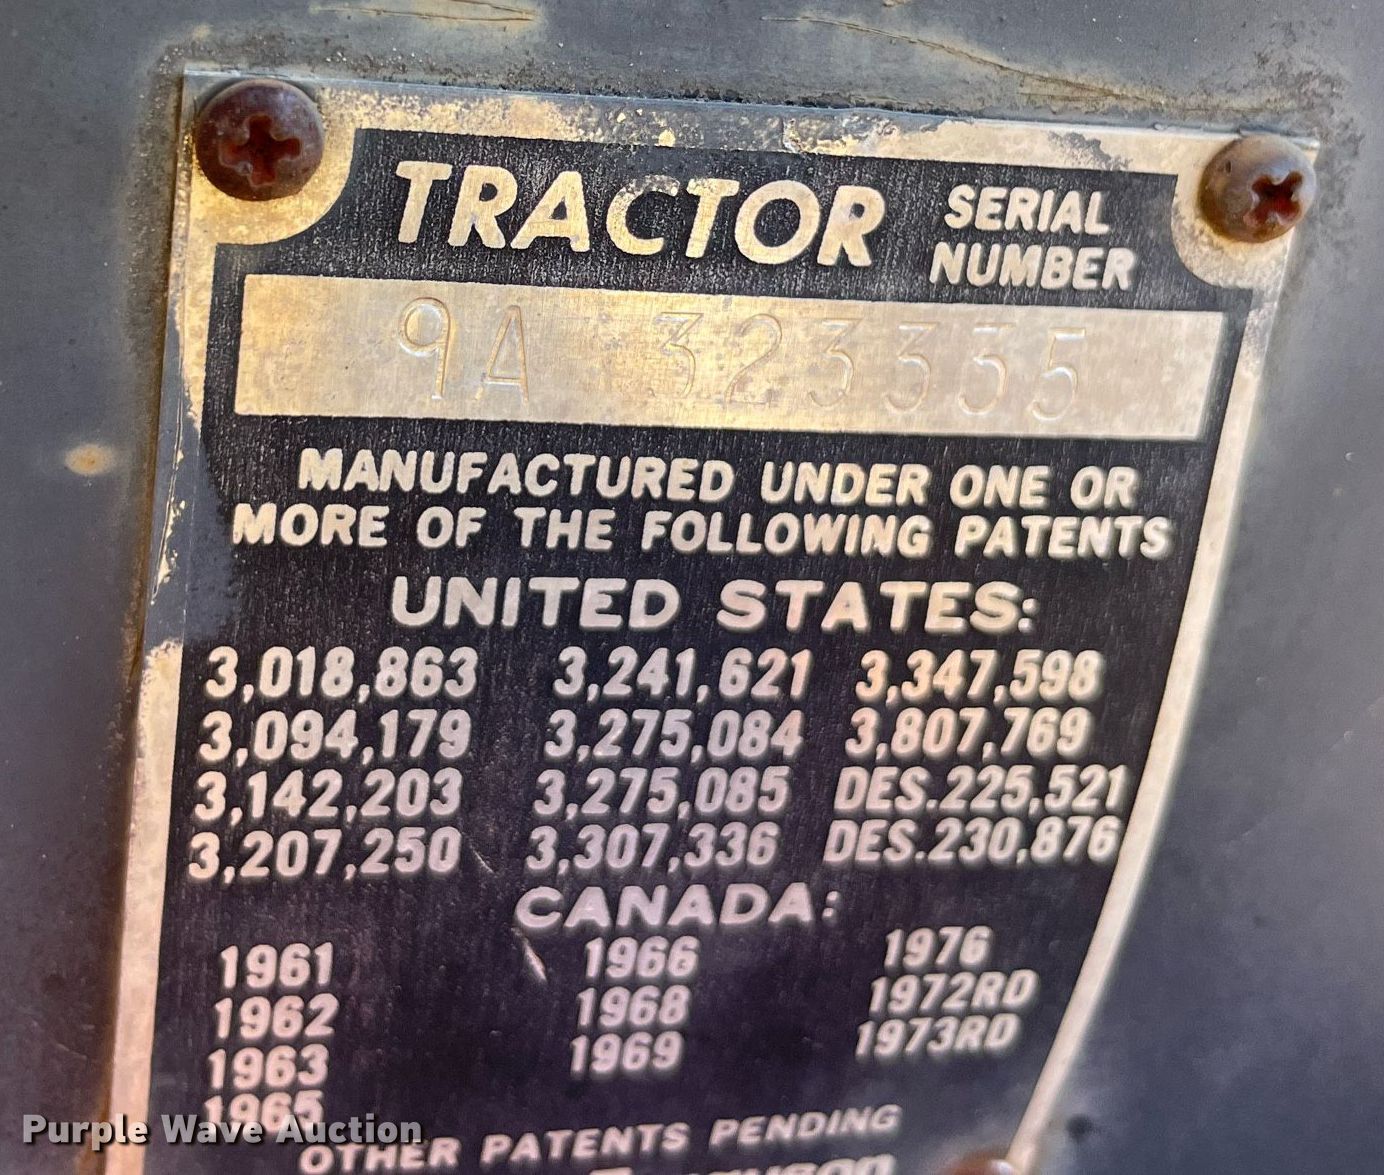 TRACTOR SERIAL NUMBER
9A 323335
MANUFACTURED UNDER ONE OR
MORE OF THE FOLLOWING PATENTS
UNITED STATES:
3,018,863 3,241,621 3,347,598
3,094,179 3,275,084 3,807,769
3,142,203 3,275,085 DES.225,521
3,207,250 3,307,336 DES.230,876
CANADA:
1961 1966 1976
1962 1968 1972RD
1963 1969 1973RD
1965
OTHER PATENTS PENDING
Purple Wave Auction